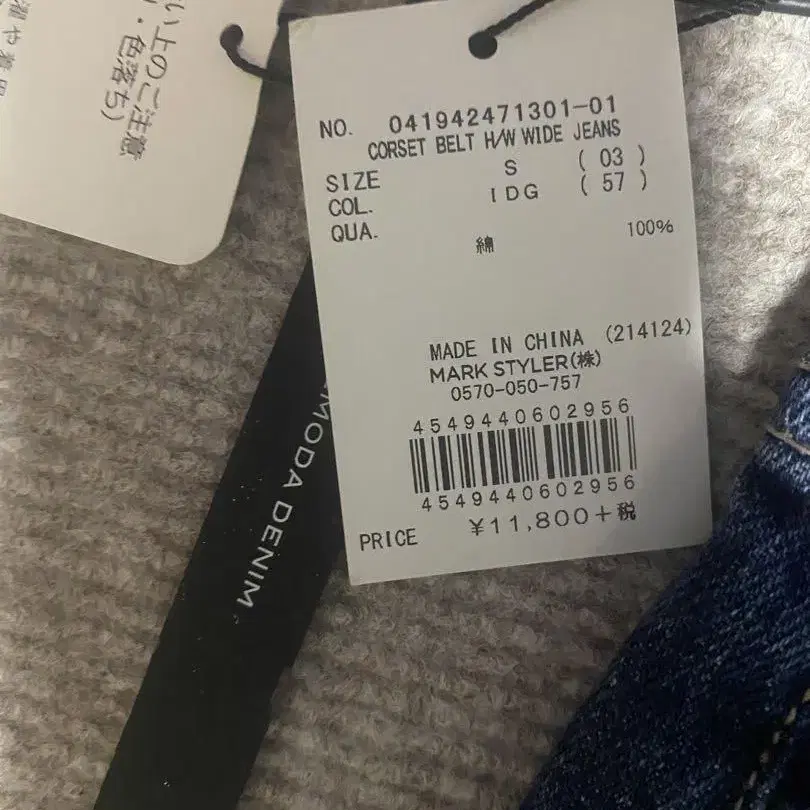 い上のご注意
・色落ち)
NO. 041942471301-01
CORSET BELT H/W WIDE JEANS
SIZE S ( 03 )
COL. IDG ( 57 )
QUA.
綿 100%
MADE IN CHINA (214124)
MARK STYLER(株)
0570-050-757
4549440602956
4549440602956
PRICE ¥11,800+税
MODA DENIM